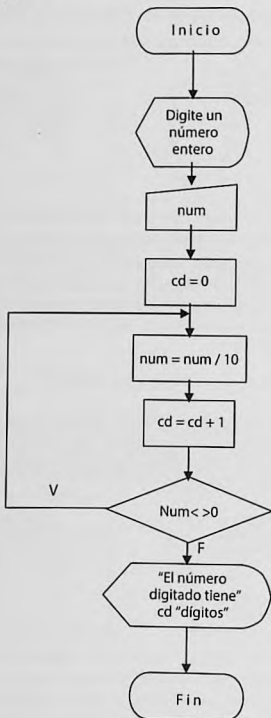 Inicio
Digite un
número
entero
num
cd = 0
num = num / 10
cd = cd + 1
V
Num< >0
F
"El número
digitado tiene"
cd "dígitos"
Fin